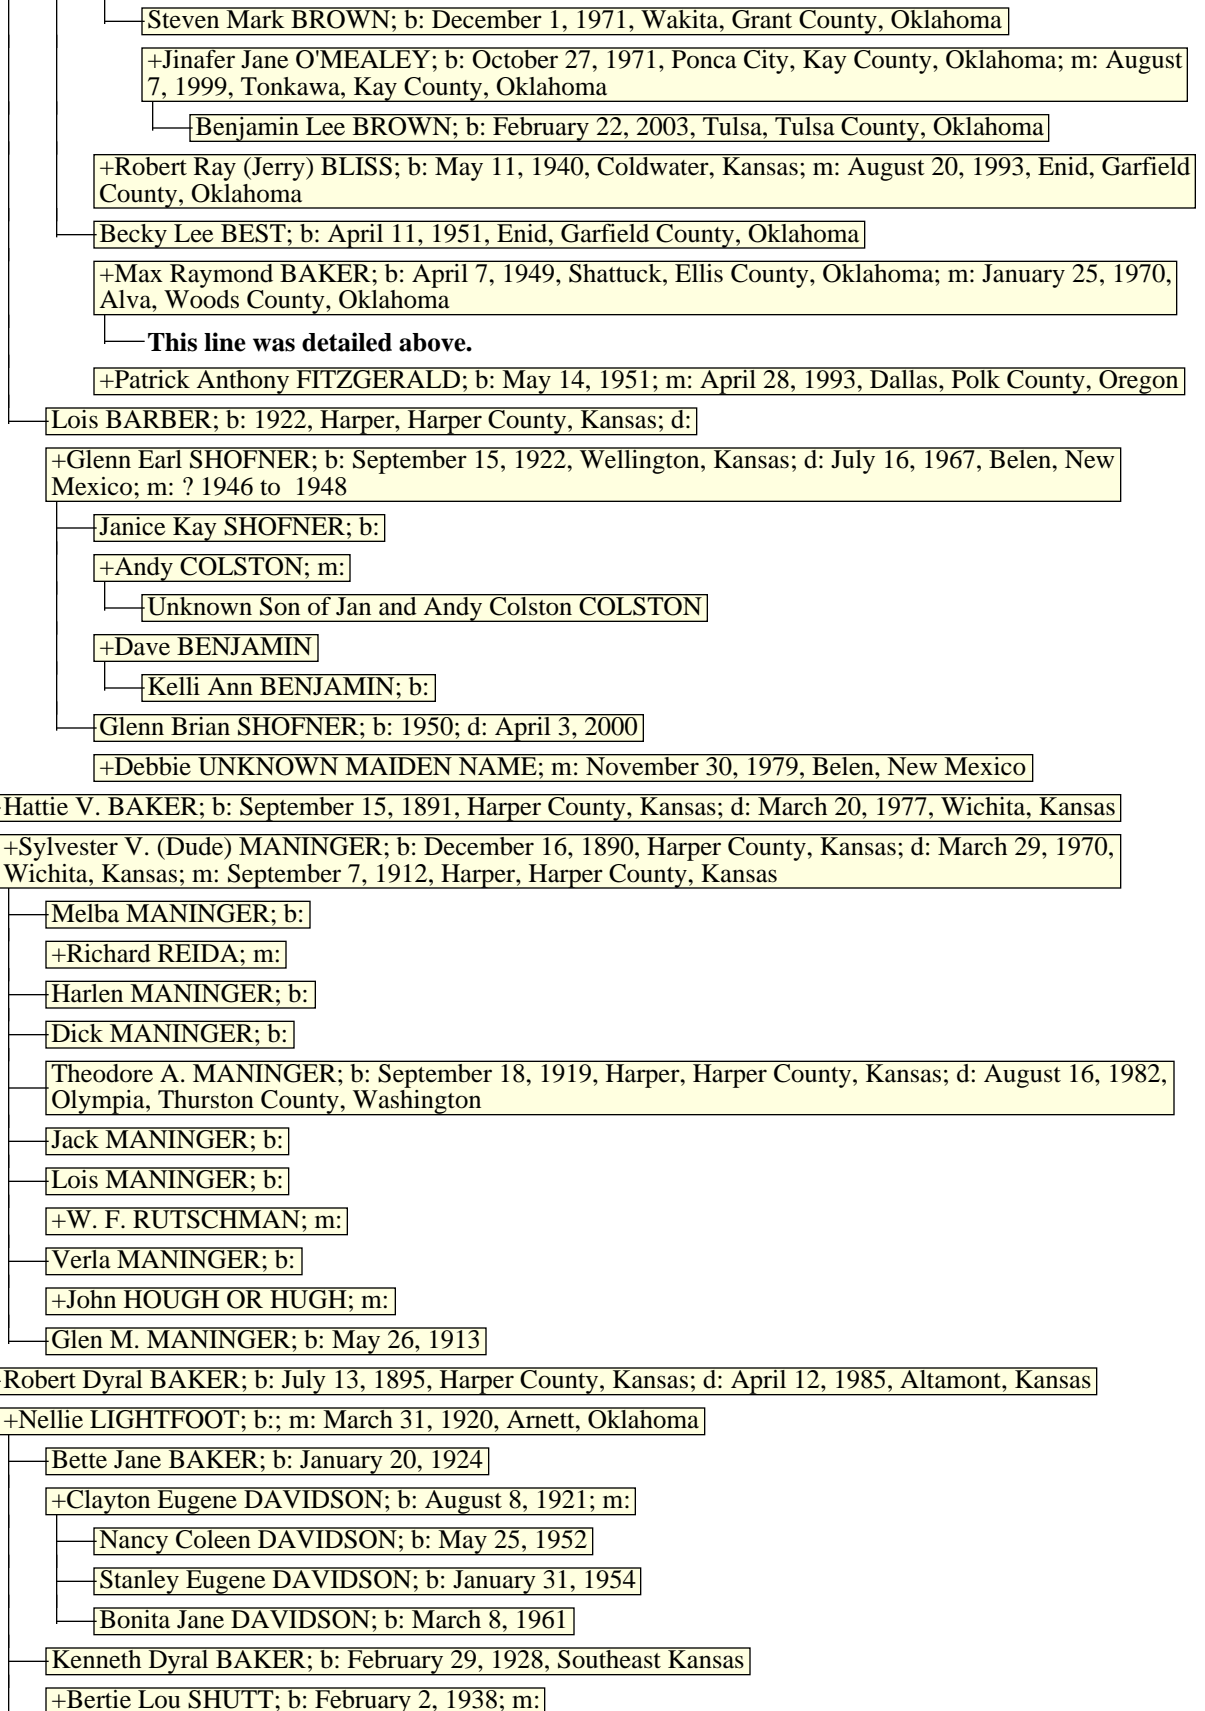 Steven Mark BROWN; b: December 1, 1971, Wakita, Grant County, Oklahoma
+Jinafer Jane O'MEALEY; b: October 27, 1971, Ponca City, Kay County, Oklahoma; m: August
7, 1999, Tonkawa, Kay County, Oklahoma
Benjamin Lee BROWN; b: February 22, 2003, Tulsa, Tulsa County, Oklahoma
+Robert Ray (Jerry) BLISS; b: May 11, 1940, Coldwater, Kansas; m: August 20, 1993, Enid, Garfield
County, Oklahoma
Becky Lee BEST; b: April 11, 1951, Enid, Garfield County, Oklahoma
+Max Raymond BAKER; b: April 7, 1949, Shattuck, Ellis County, Oklahoma; m: January 25, 1970,
Alva, Woods County, Oklahoma
This line was detailed above.
+Patrick Anthony FITZGERALD; b: May 14, 1951; m: April 28, 1993, Dallas, Polk County, Oregon
Lois BARBER; b: 1922, Harper, Harper County, Kansas; d:
+Glenn Earl SHOFNER; b: September 15, 1922, Wellington, Kansas; d: July 16, 1967, Belen, New
Mexico; m: ? 1946 to  1948
Janice Kay SHOFNER; b:
+Andy COLSTON; m:
Unknown Son of Jan and Andy Colston COLSTON
+Dave BENJAMIN
Kelli Ann BENJAMIN; b:
Glenn Brian SHOFNER; b: 1950; d: April 3, 2000
+Debbie UNKNOWN MAIDEN NAME; m: November 30, 1979, Belen, New Mexico
Hattie V. BAKER; b: September 15, 1891, Harper County, Kansas; d: March 20, 1977, Wichita, Kansas
+Sylvester V. (Dude) MANINGER; b: December 16, 1890, Harper County, Kansas; d: March 29, 1970,
Wichita, Kansas; m: September 7, 1912, Harper, Harper County, Kansas
Melba MANINGER; b:
+Richard REIDA; m:
Harlen MANINGER; b:
Dick MANINGER; b:
Theodore A. MANINGER; b: September 18, 1919, Harper, Harper County, Kansas; d: August 16, 1982,
Olympia, Thurston County, Washington
Jack MANINGER; b:
Lois MANINGER; b:
+W. F. RUTSCHMAN; m:
Verla MANINGER; b:
+John HOUGH OR HUGH; m:
Glen M. MANINGER; b: May 26, 1913
Robert Dyral BAKER; b: July 13, 1895, Harper County, Kansas; d: April 12, 1985, Altamont, Kansas
+Nellie LIGHTFOOT; b:; m: March 31, 1920, Arnett, Oklahoma
Bette Jane BAKER; b: January 20, 1924
+Clayton Eugene DAVIDSON; b: August 8, 1921; m:
Nancy Coleen DAVIDSON; b: May 25, 1952
Stanley Eugene DAVIDSON; b: January 31, 1954
Bonita Jane DAVIDSON; b: March 8, 1961
Kenneth Dyral BAKER; b: February 29, 1928, Southeast Kansas
+Bertie Lou SHUTT; b: February 2, 1938; m: